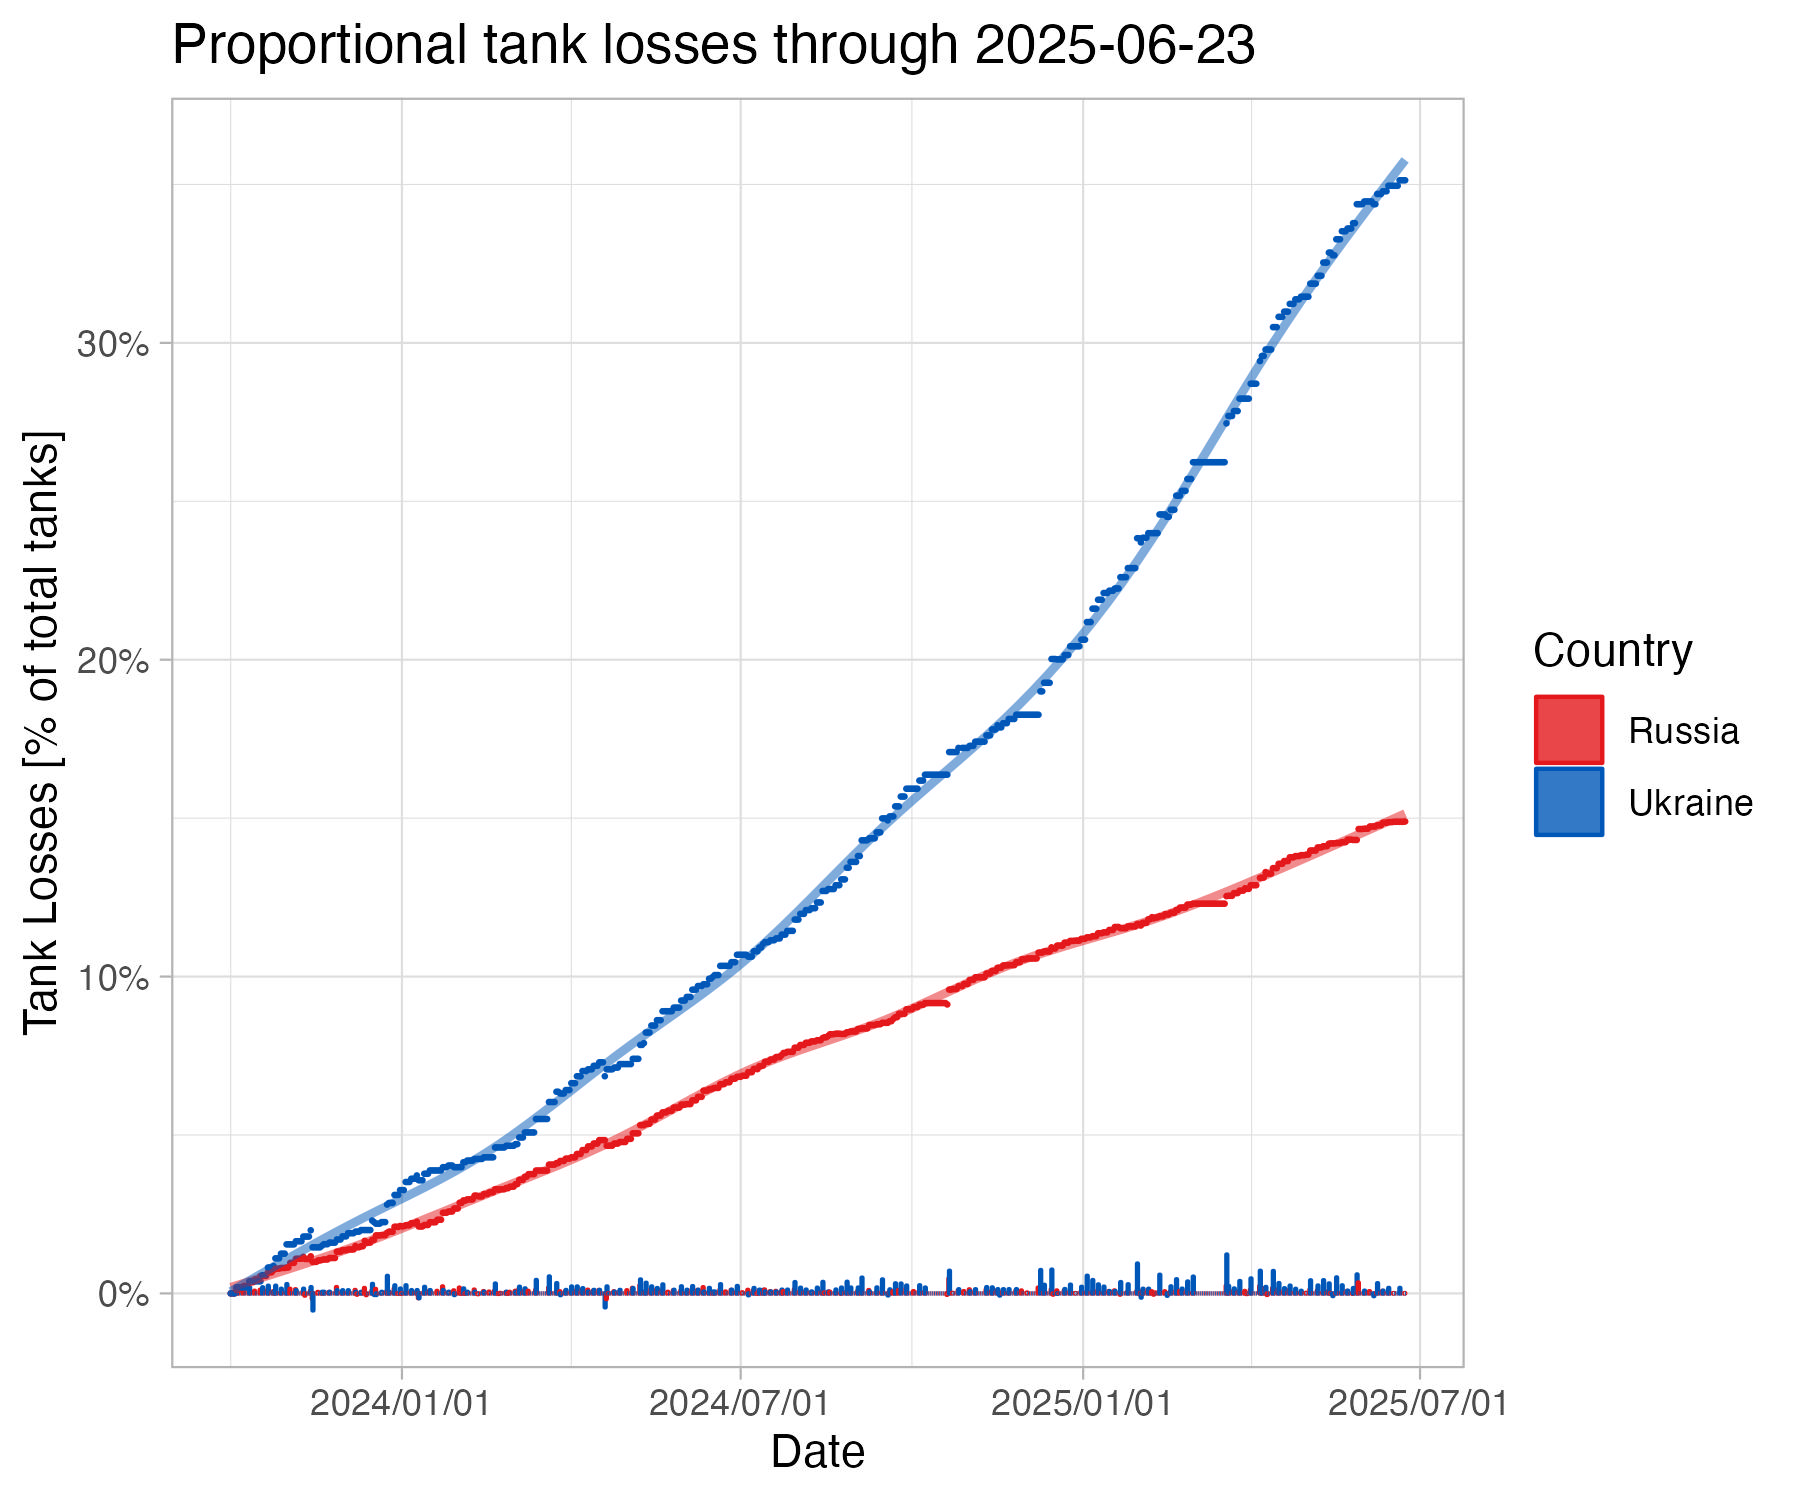 Proportional tank losses through 2025-06-23
Tank Losses [% of total tanks]
30%
20%
10%
0%
2024/01/01
2024/07/01
2025/01/01
2025/07/01
Date
Country
Russia
Ukraine